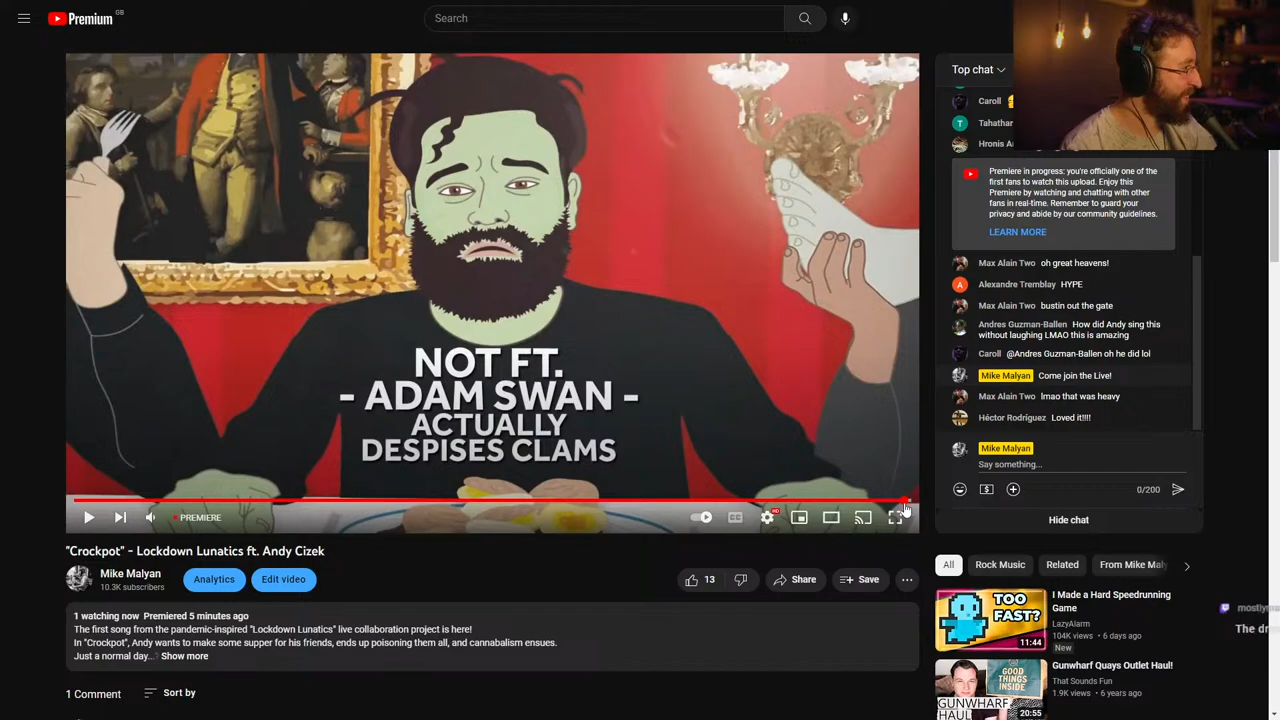 Premium GB
Search
NOT FT.
- ADAM SWAN -
ACTUALLY
DESPISES CLAMS
PREMIERE
HD
"Crockpot" - Lockdown Lunatics ft. Andy Cizek
Mike Malyan
10.3K subscribers
Analytics
Edit video
13
Share
Save
1 watching now Premiered 5 minutes ago
The first song from the pandemic-inspired "Lockdown Lunatics" live collaboration project is here!
In "Crockpot", Andy wants to make some supper for his friends, ends up poisoning them all, and cannabalism ensues.
Just a normal day...? Show more
1 Comment
Sort by
Top chat
Caroll
T Tahathar
Hronis A
Premiere in progress: you're officially one of the
first fans to watch this upload. Enjoy this
Premiere by watching and chatting with other
fans in real-time. Remember to guard your
privacy and abide by our community guidelines.
LEARN MORE
Max Alain Two oh great heavens!
A Alexandre Tremblay HYPE
Max Alain Two bustin out the gate
Andres Guzman-Ballen How did Andy sing this
without laughing LMAO this is amazing
Caroll @Andres Guzman-Ballen oh he did lol
Mike Malyan Come join the Live!
Max Alain Two lmao that was heavy
Héctor Rodríguez Loved it!!!!
Mike Malyan
Say something...
0/200
Hide chat
All
Rock Music
Related
From Mike Maly
TOO
FAST?
11:44
I Made a Hard Speedrunning
Game
LazyAlarm
104K views • 6 days ago
New
GOOD
THINGS
INSIDE
GUNWHARF
HAUL
20:55
Gunwharf Quays Outlet Haul!
That Sounds Fun
1.9K views • 6 years ago
mostly
The dr